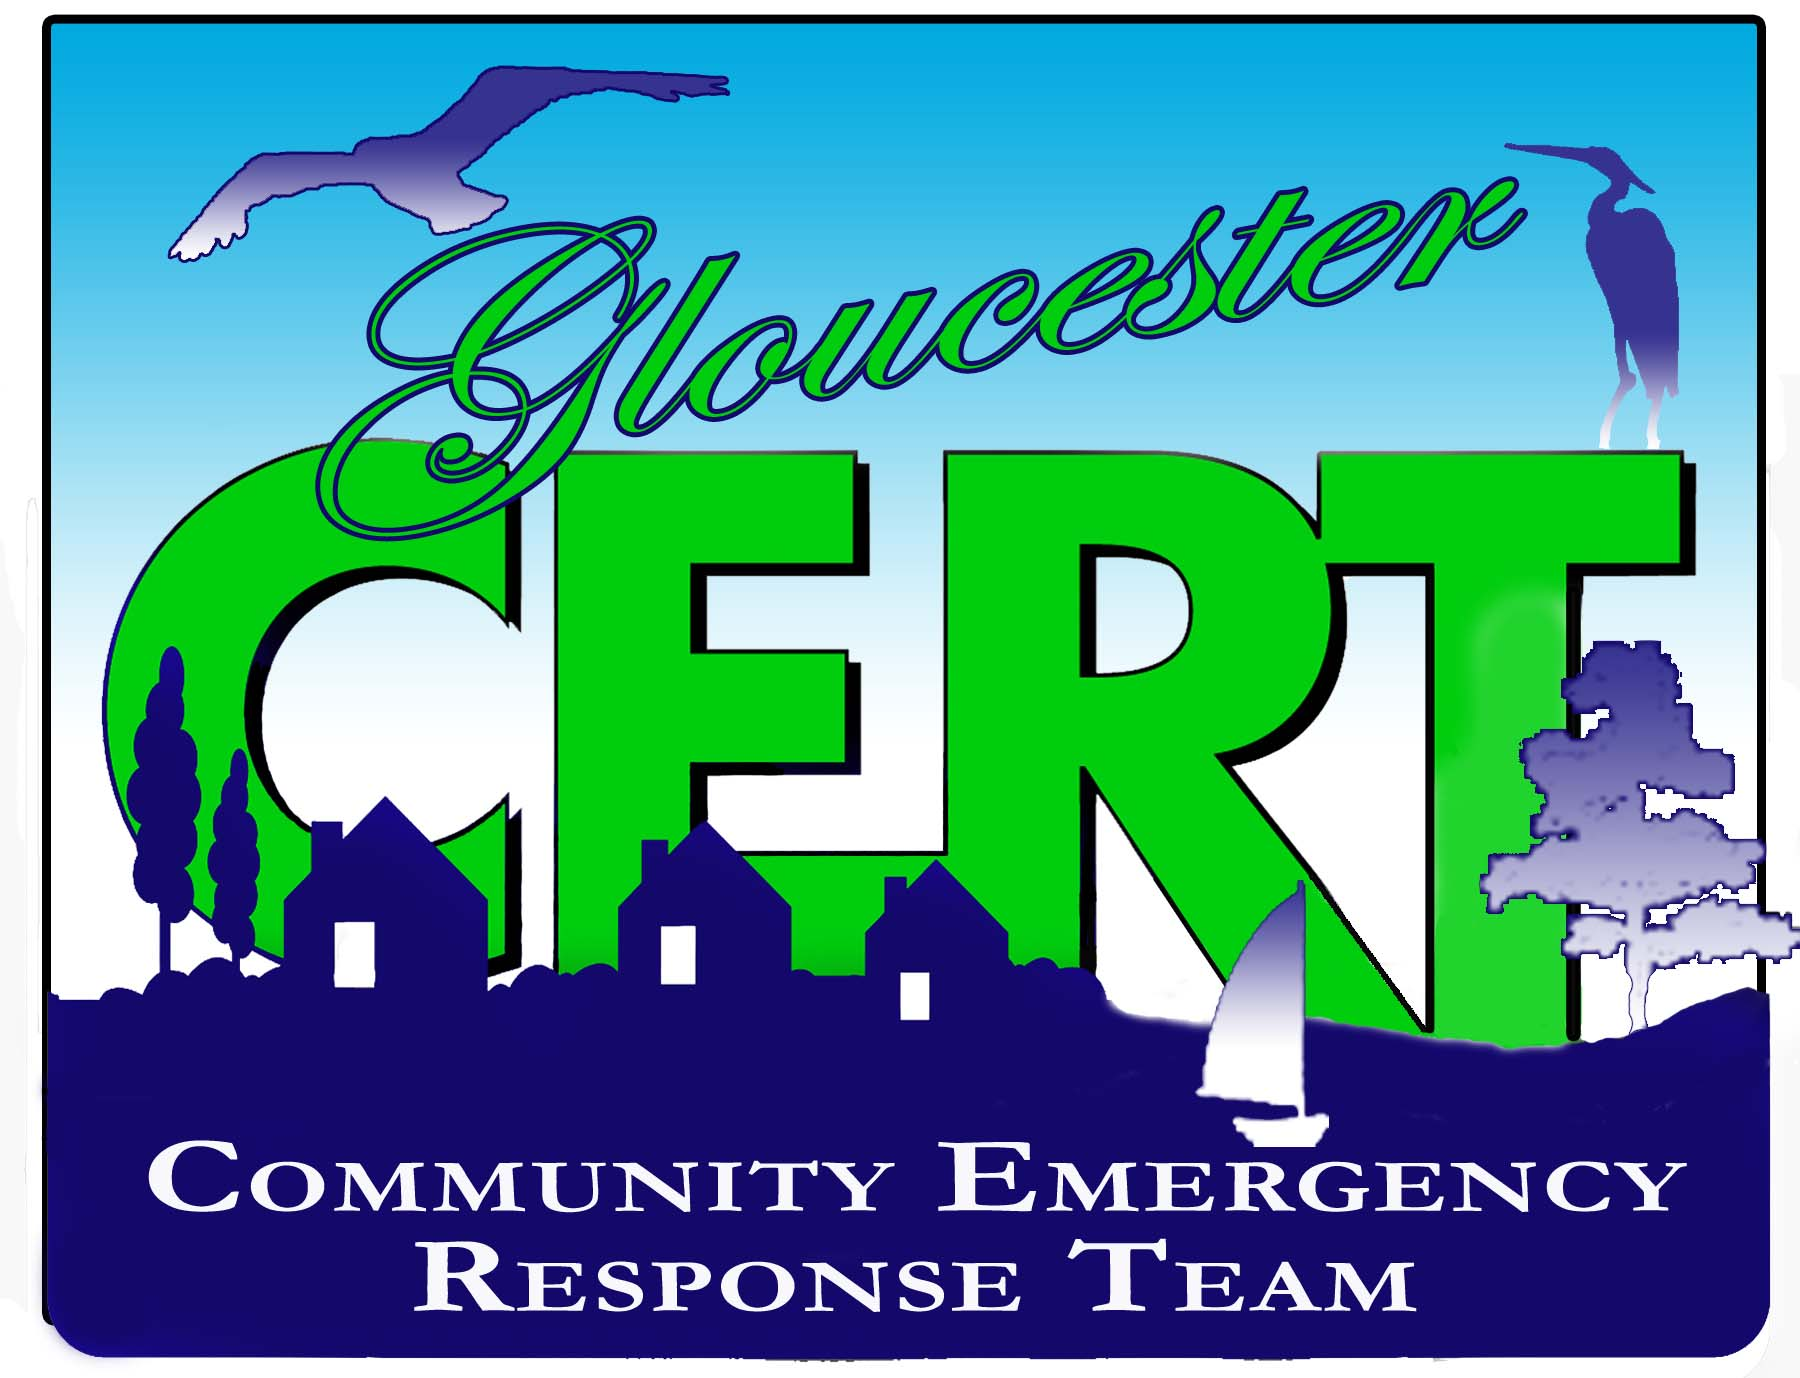 Gloucester
CERT
COMMUNITY EMERGENCY
RESPONSE TEAM